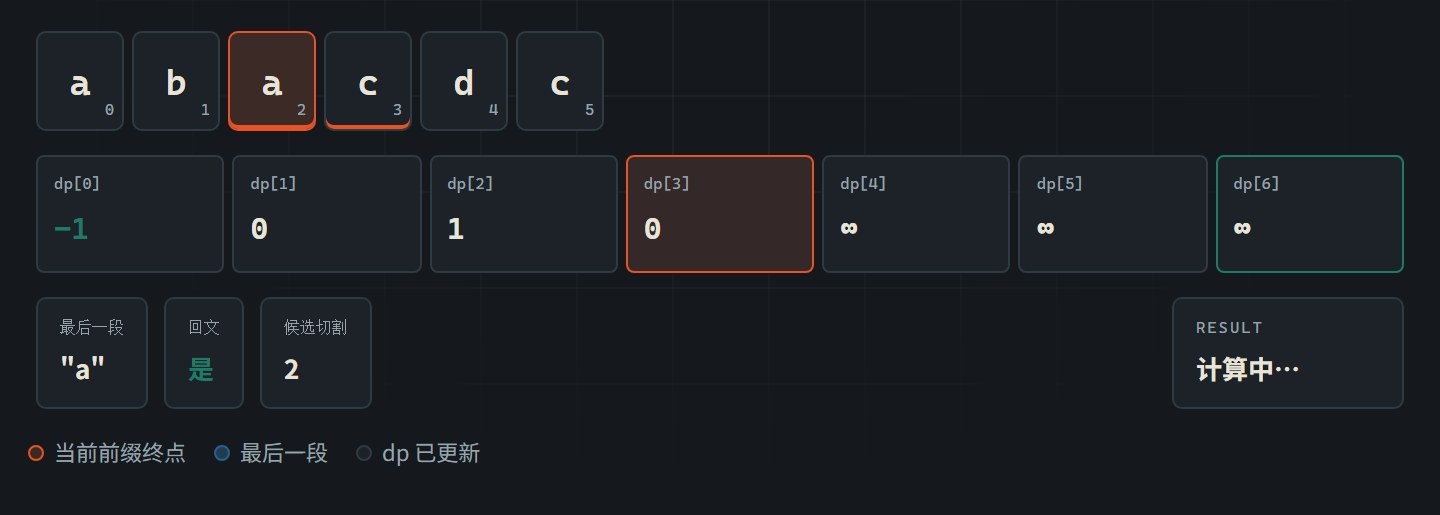 a 0 b 1 a 2 c 3 d 4 c 5
dp[0] dp[1] dp[2] dp[3] dp[4] dp[5] dp[6]
−1 0 1 0 ∞ ∞ ∞
最后一段 回文 候选切割 RESULT
"a" 是 2 计算中…
当前前缀终点 最后一段 dp 已更新